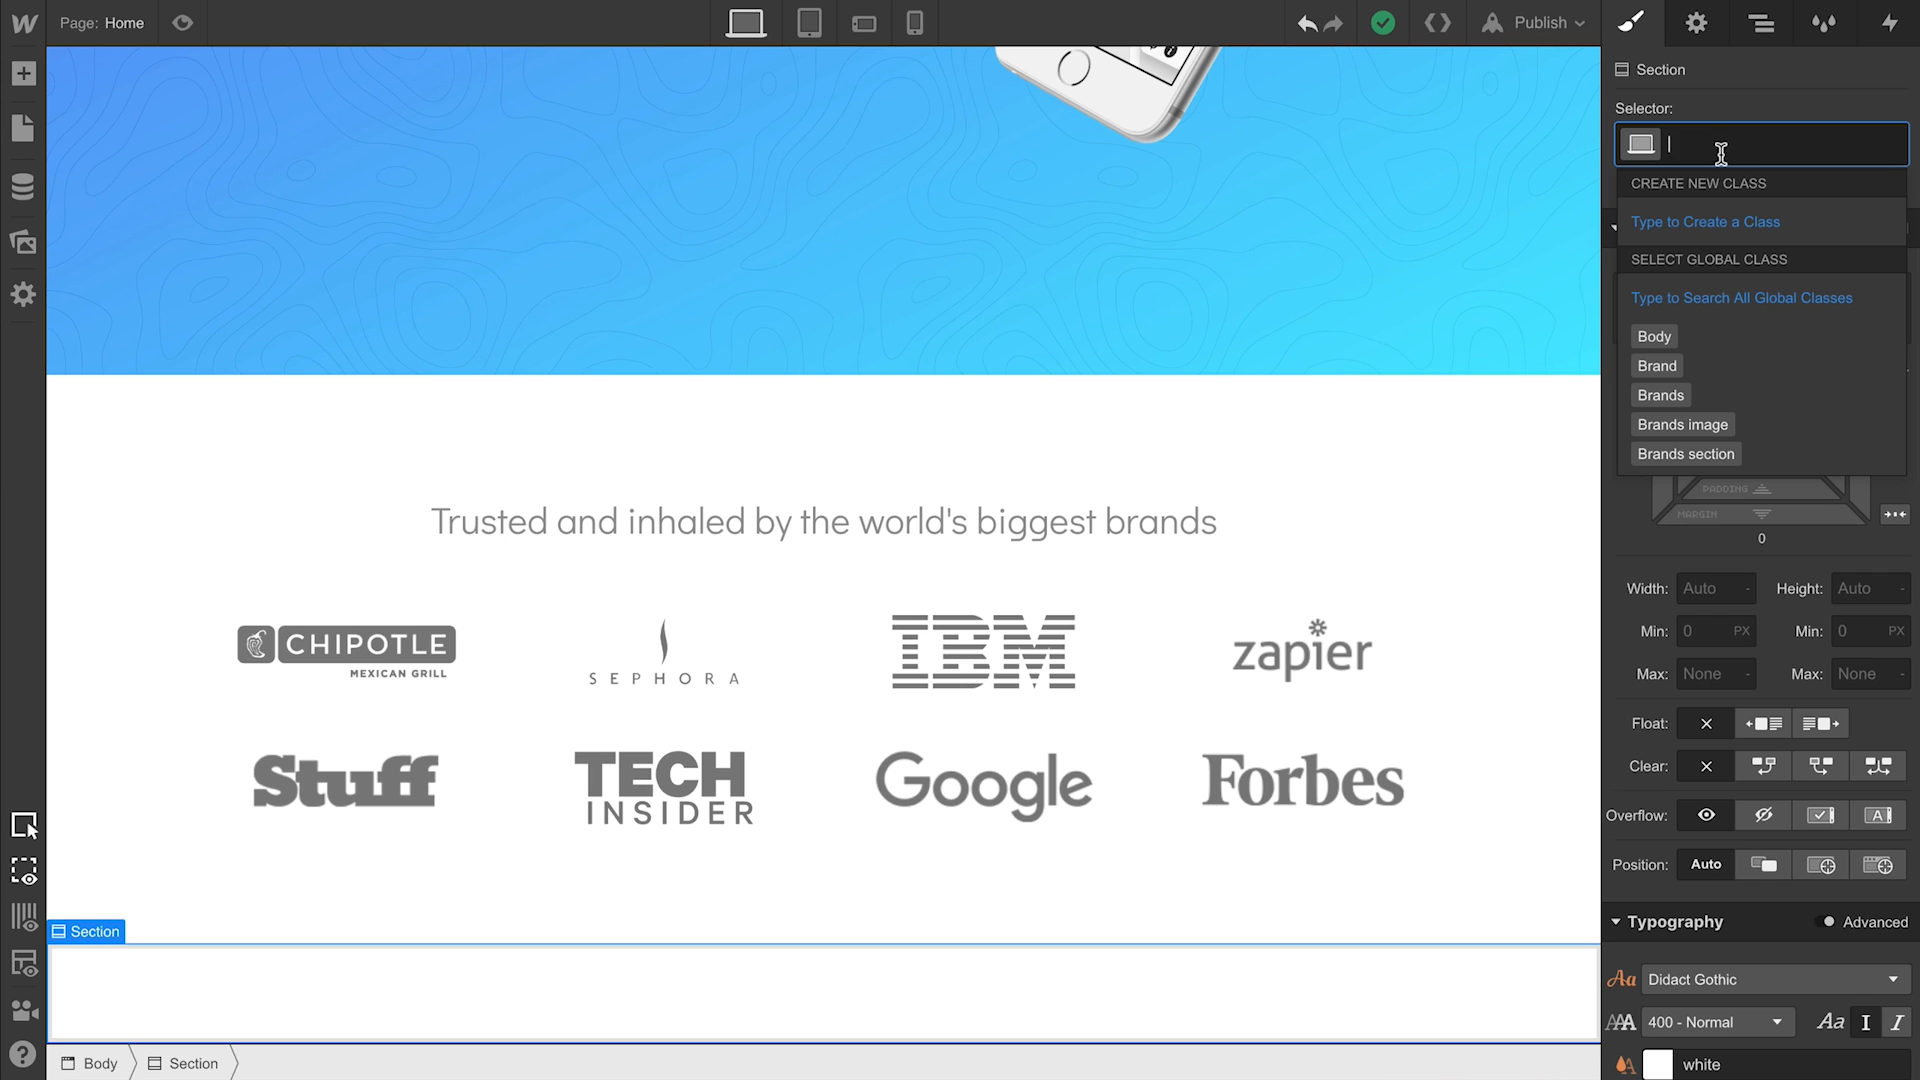 Page: Home
Publish
Section
Selector:
CREATE NEW CLASS
Type to Create a Class
SELECT GLOBAL CLASS
Type to Search All Global Classes
Body
Brand
Brands
Brands image
Brands section
PADDING
MARGIN
0
Width: Auto - Height: Auto -
Min: 0 PX Min: 0 PX
Max: None - Max: None -
Float:
Clear:
Overflow:
Position: Auto
Typography Advanced
Aa Didact Gothic
AAA 400 - Normal Aa I I
A white
Trusted and inhaled by the world's biggest brands
CHIPOTLE
MEXICAN GRILL
SEPHORA
IBM
zapier
Stuff
TECH
INSIDER
Google
Forbes
Section
Body Section